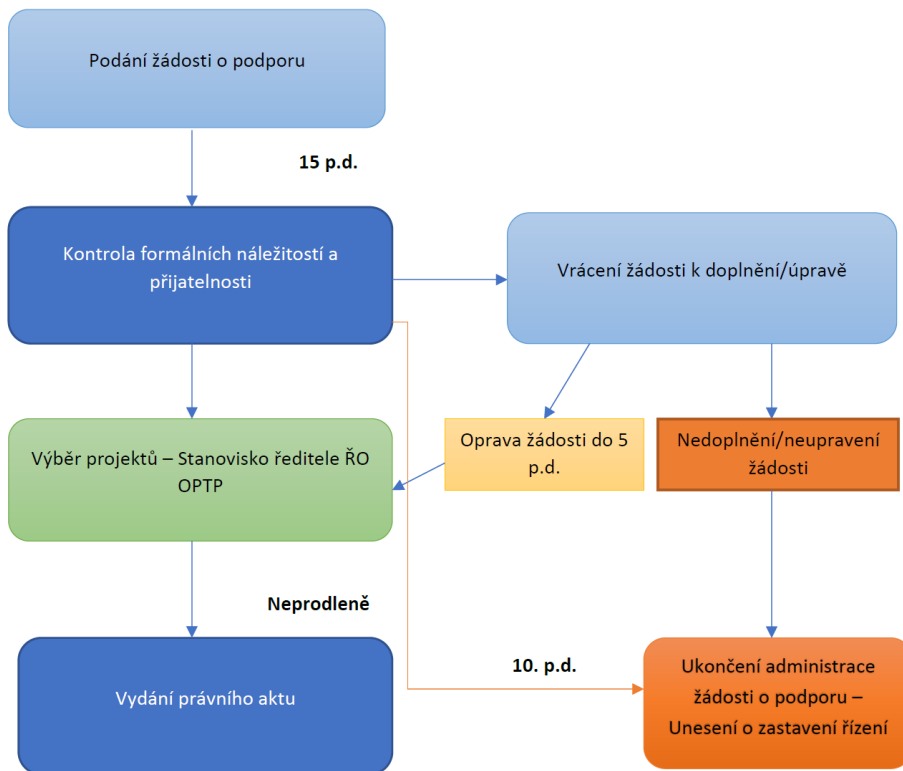 Podání žádosti o podporu
15 p.d.
Kontrola formálních náležitostí a
přijatelnosti
Vrácení žádosti k doplnění/úpravě
Výběr projektů – Stanovisko ředitele ŘO
OPTP
Oprava žádosti do 5
p.d.
Nedoplnění/neupravení
žádosti
Neprodleně
Vydání právního aktu
10. p.d.
Ukončení administrace
žádosti o podporu –
Unesení o zastavení řízení